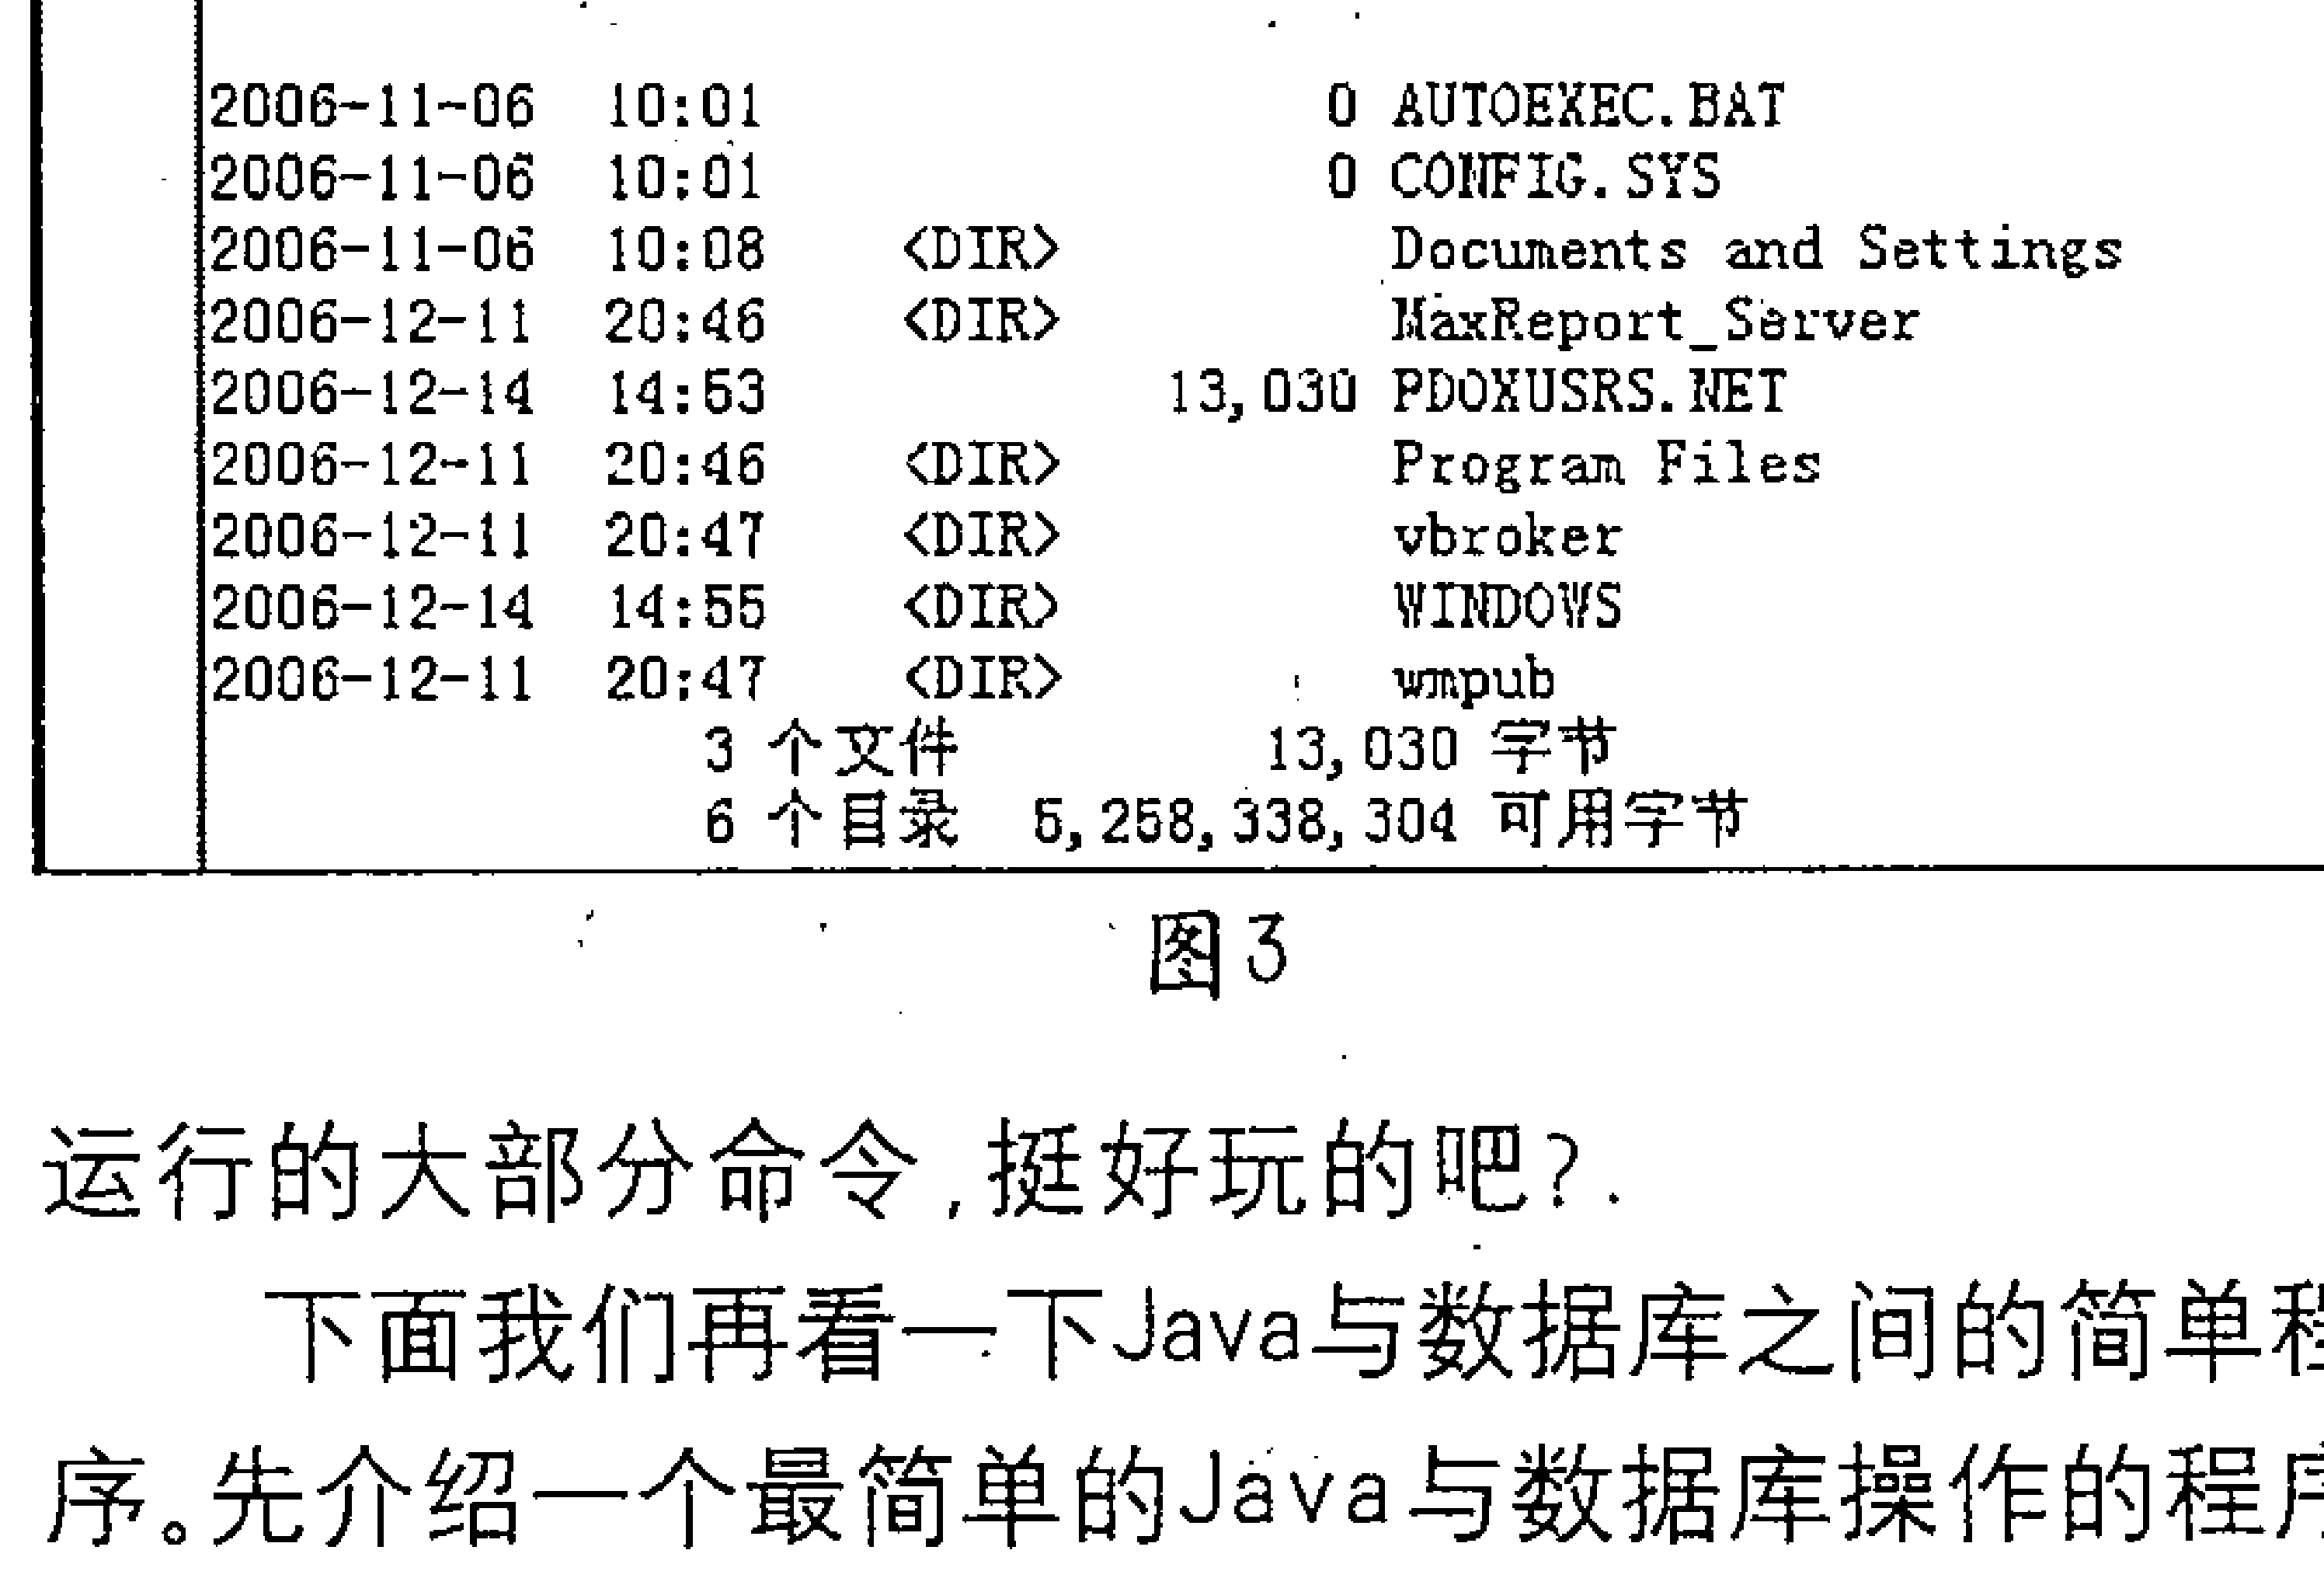 2006-11-06  10:01                 0 AUTOEXEC.BAT
2006-11-06  10:01                 0 CONFIG.SYS
2006-11-06  10:08    <DIR>          Documents and Settings
2006-12-11  20:46    <DIR>          MaxReport_Server
2006-12-14  14:53            13,030 PDOXUSRS.NET
2006-12-11  20:46    <DIR>          Program Files
2006-12-11  20:47    <DIR>          vbroker
2006-12-14  14:55    <DIR>          WINDOWS
2006-12-11  20:47    <DIR>          wmpub
3 个文件 13,030 字节
6 个目录 5,258,338,304 可用字节
图3
运行的大部分命令,挺好玩的吧?
下面我们再看一下Java与数据库之间的简单程
序。先介绍一个最简单的Java与数据库操作的程序